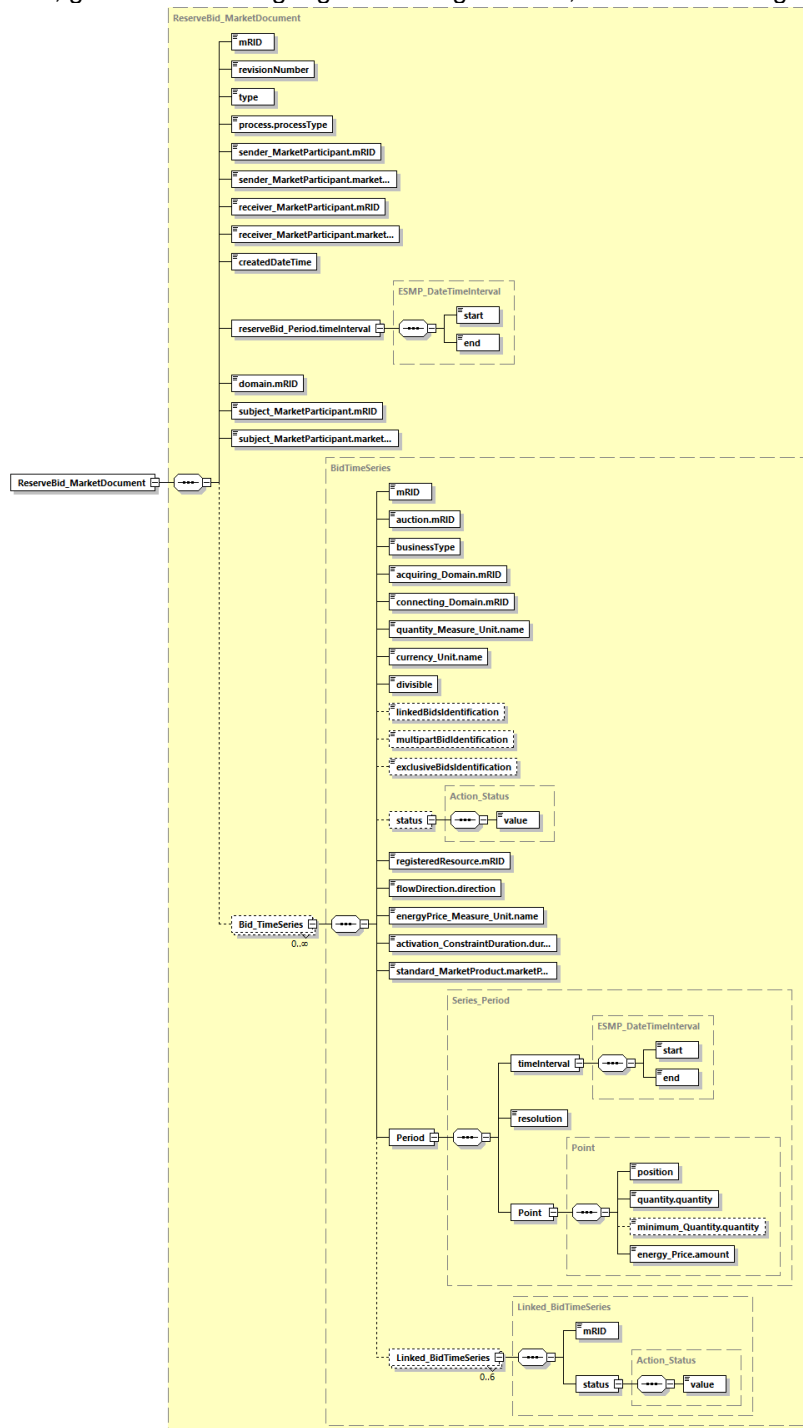 ReserveBid_MarketDocument
mRID
revisionNumber
type
process.processType
sender_MarketParticipant.mRID
sender_MarketParticipant.market...
receiver_MarketParticipant.mRID
receiver_MarketParticipant.market...
createdDateTime
ESMP_DateTimeInterval
start
reserveBid_Period.timeInterval
end
domain.mRID
subject_MarketParticipant.mRID
subject_MarketParticipant.market...
BidTimeSeries
ReserveBid_MarketDocument
mRID
auction.mRID
businessType
acquiring_Domain.mRID
connecting_Domain.mRID
quantity_Measure_Unit.name
currency_Unit.name
divisible
linkedBidsIdentification
multipartBidIdentification
exclusiveBidsIdentification
Action_Status
status
value
registeredResource.mRID
flowDirection.direction
energyPrice_Measure_Unit.name
Bid_TimeSeries
0..∞
activation_ConstraintDuration.dur...
standard_MarketProduct.marketP...
Series_Period
ESMP_DateTimeInterval
start
timeInterval
end
resolution
Period
Point
position
quantity.quantity
Point
minimum_Quantity.quantity
energy_Price.amount
Linked_BidTimeSeries
mRID
Linked_BidTimeSeries
0..6
Action_Status
status
value